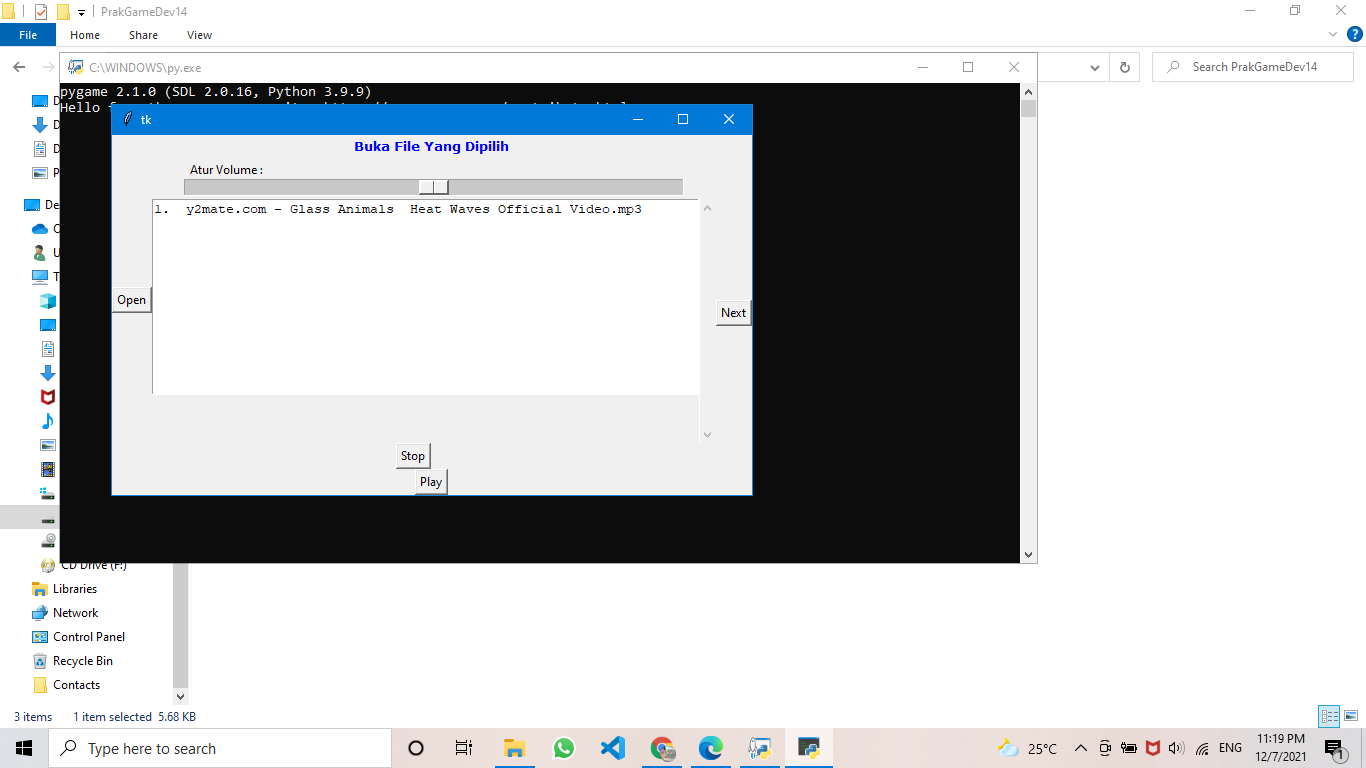 PrakGameDev14
File Home Share View
C:\WINDOWS\py.exe
Search PrakGameDev14
pygame 2.1.0 (SDL 2.0.16, Python 3.9.9)
Hello
tk
Buka File Yang Dipilih
Atur Volume :
1. y2mate.com - Glass Animals  Heat Waves Official Video.mp3
Open
Next
Stop
Play
CD Drive (F:)
Libraries
Network
Control Panel
Recycle Bin
Contacts
3 items 1 item selected 5.68 KB
Type here to search
25°C
ENG
11:19 PM
12/7/2021
1